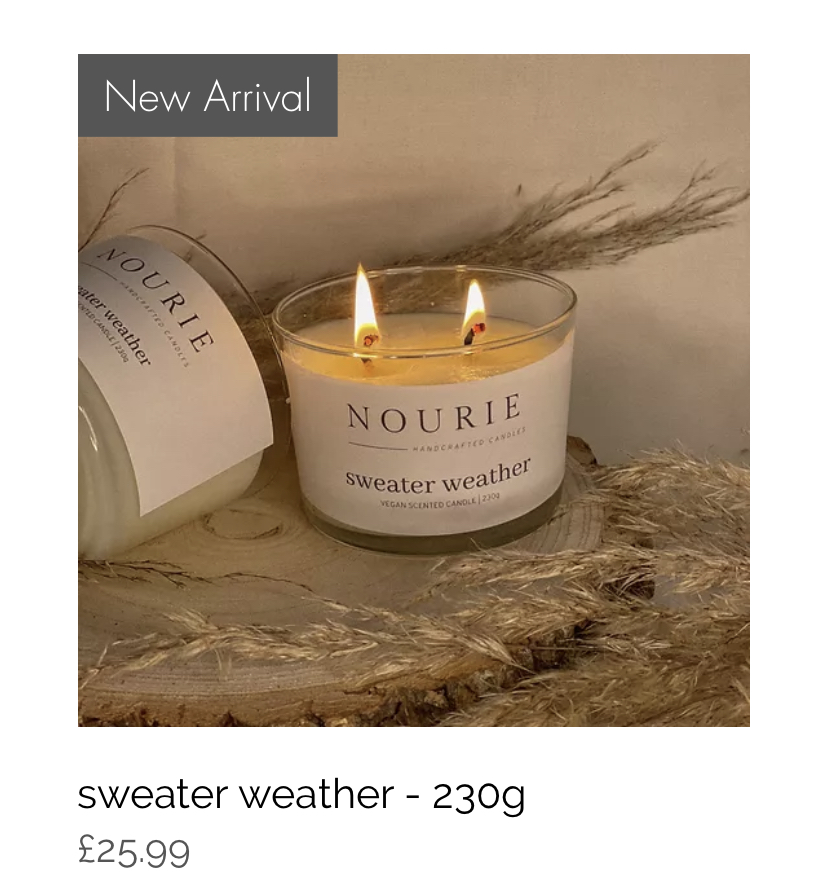 New Arrival
NOURIE
HANDCRAFTED CANDLES
weather
230g
NOURIE
HANDCRAFTED CANDLES
sweater weather
VEGAN SCENTED CANDLE | 230g
sweater weather - 230g
£25.99